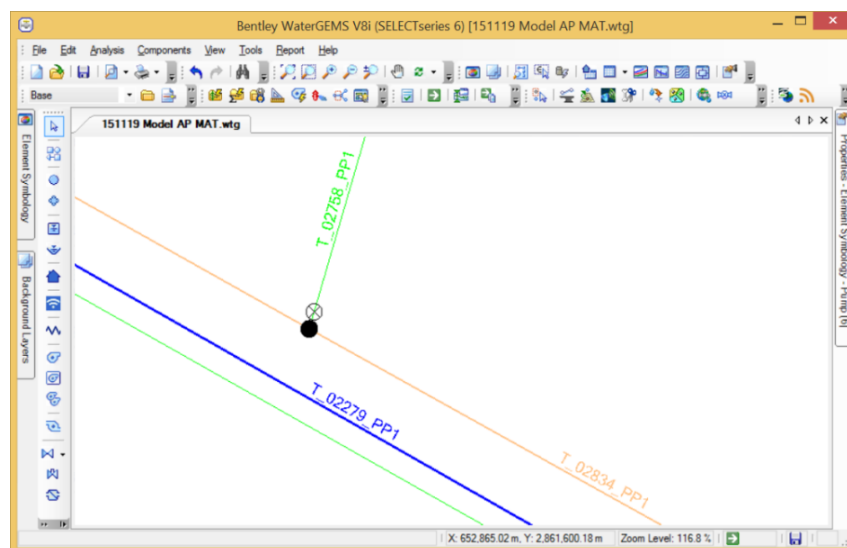 Bentley WaterGEMS V8i (SELECTseries 6) [151119 Model AP MAT.wtg]
File Edit Analysis Components View Tools Report Help
Base
151119 Model AP MAT.wtg
Element Symbology
Background Layers
Properties - Element Symbology - Pump [6]
T_02758_PP1
T_02279_PP1
T_02834_PP1
X: 652,865.02 m, Y: 2,861,600.18 m Zoom Level: 116.8 %